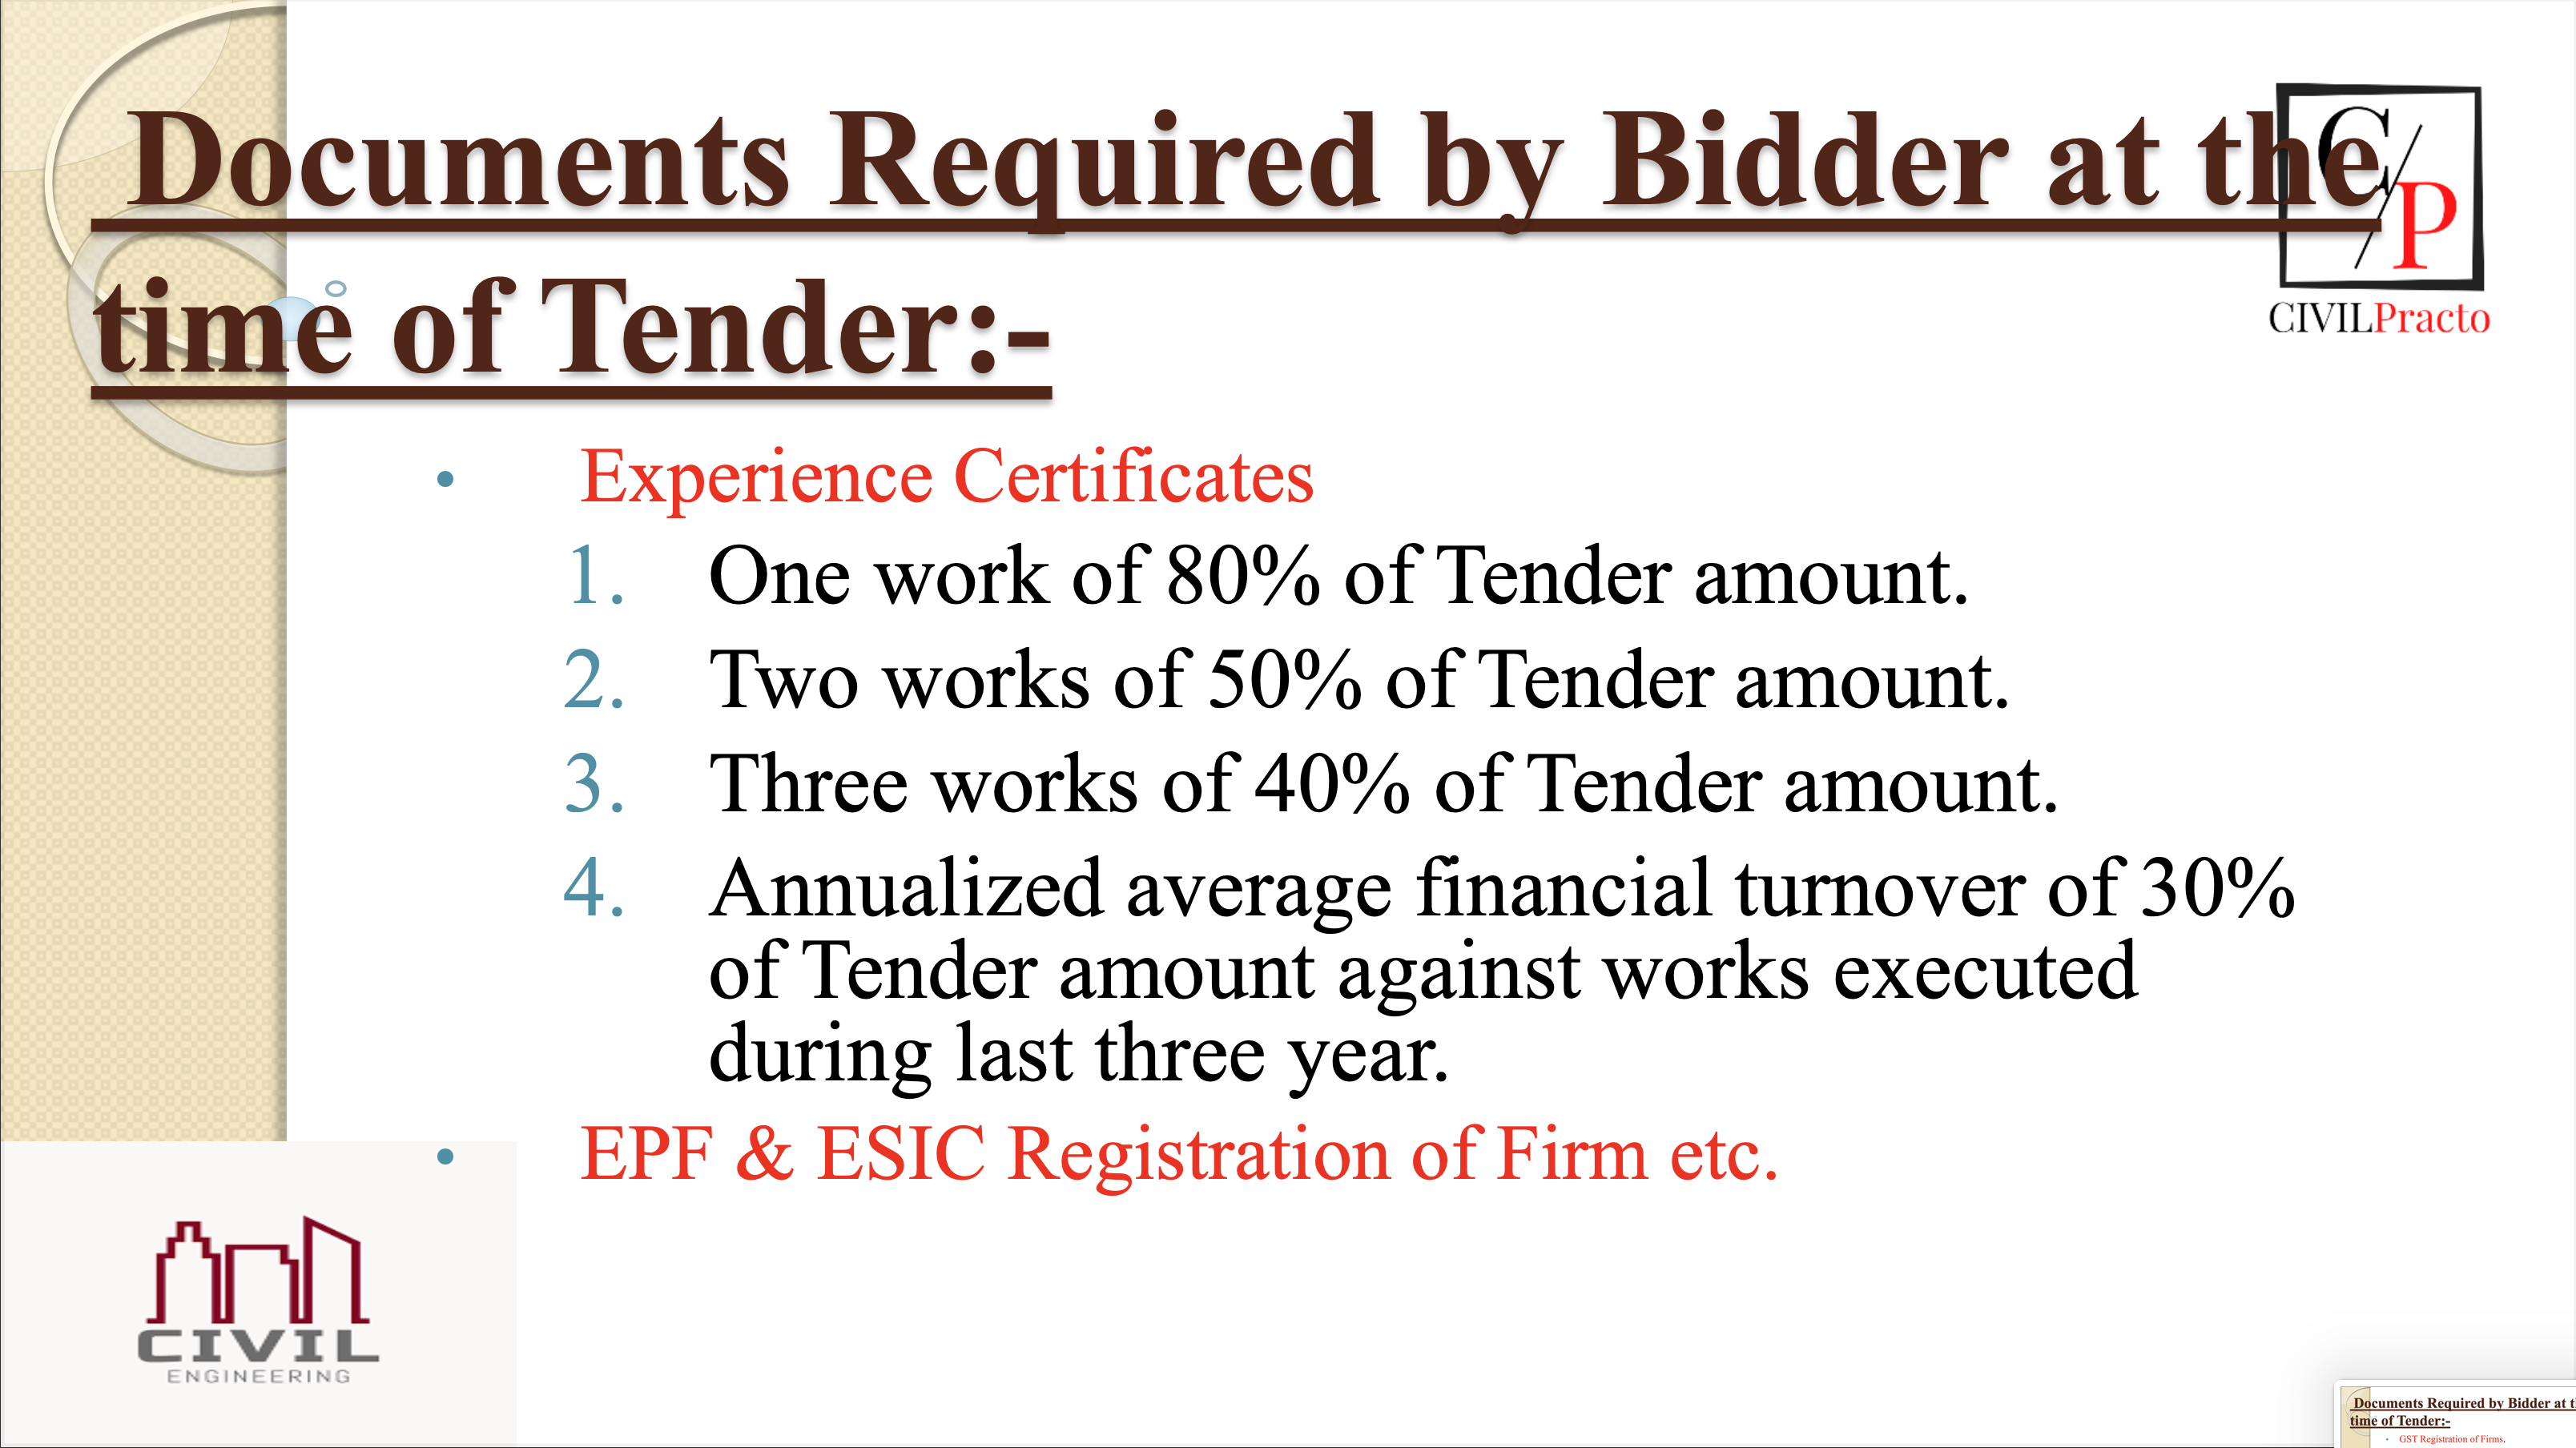 Documents Required by Bidder at the
time of Tender:-
C/P
CIVILPracto
• Experience Certificates
1. One work of 80% of Tender amount.
2. Two works of 50% of Tender amount.
3. Three works of 40% of Tender amount.
4. Annualized average financial turnover of 30%
of Tender amount against works executed
during last three year.
• EPF & ESIC Registration of Firm etc.
CIVIL
ENGINEERING
Documents Required by Bidder at t
time of Tender:-
• GST Registration of Firms.